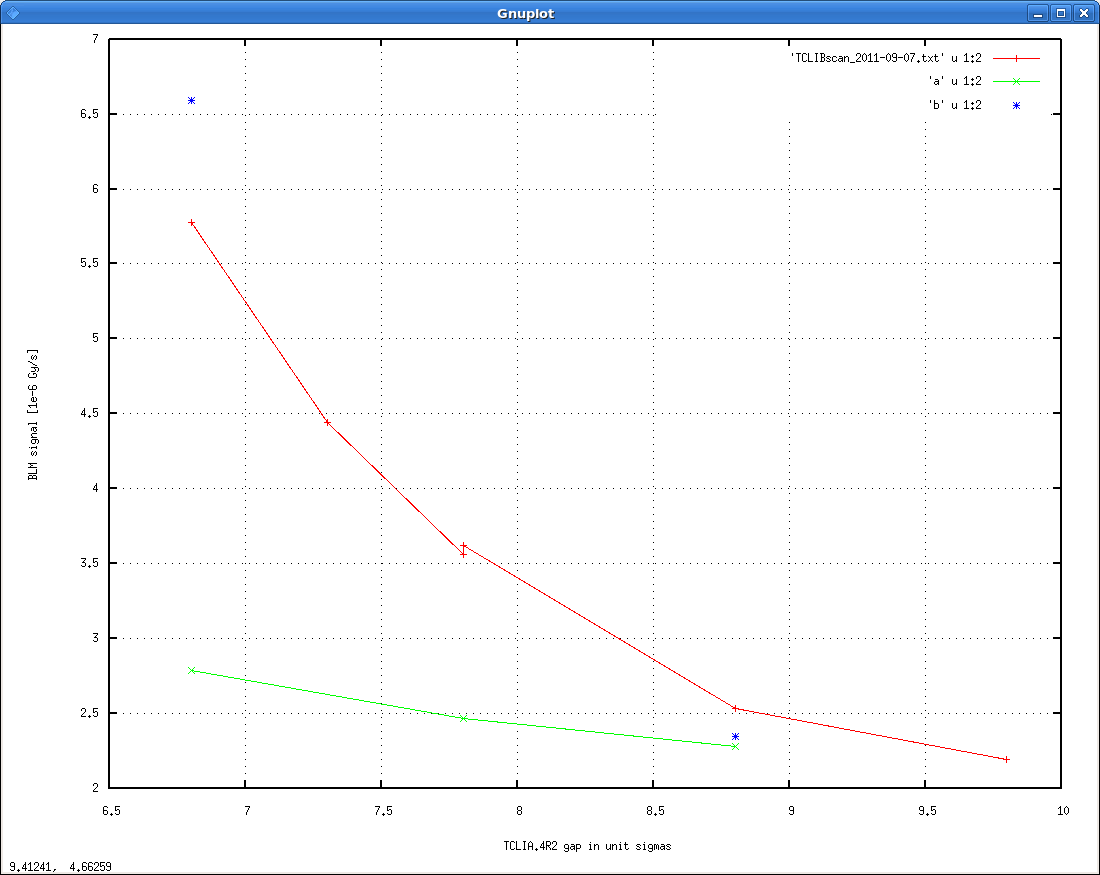 Gnuplot
'TCLIBscan_2011-09-07.txt' u 1:2
'a' u 1:2
'b' u 1:2
7
6.5
6
5.5
5
4.5
4
3.5
3
2.5
2
BLM signal [1e-6 Gy/s]
6.5 7 7.5 8 8.5 9 9.5 10
TCLIA.4R2 gap in unit sigmas
9.41241, 4.66259